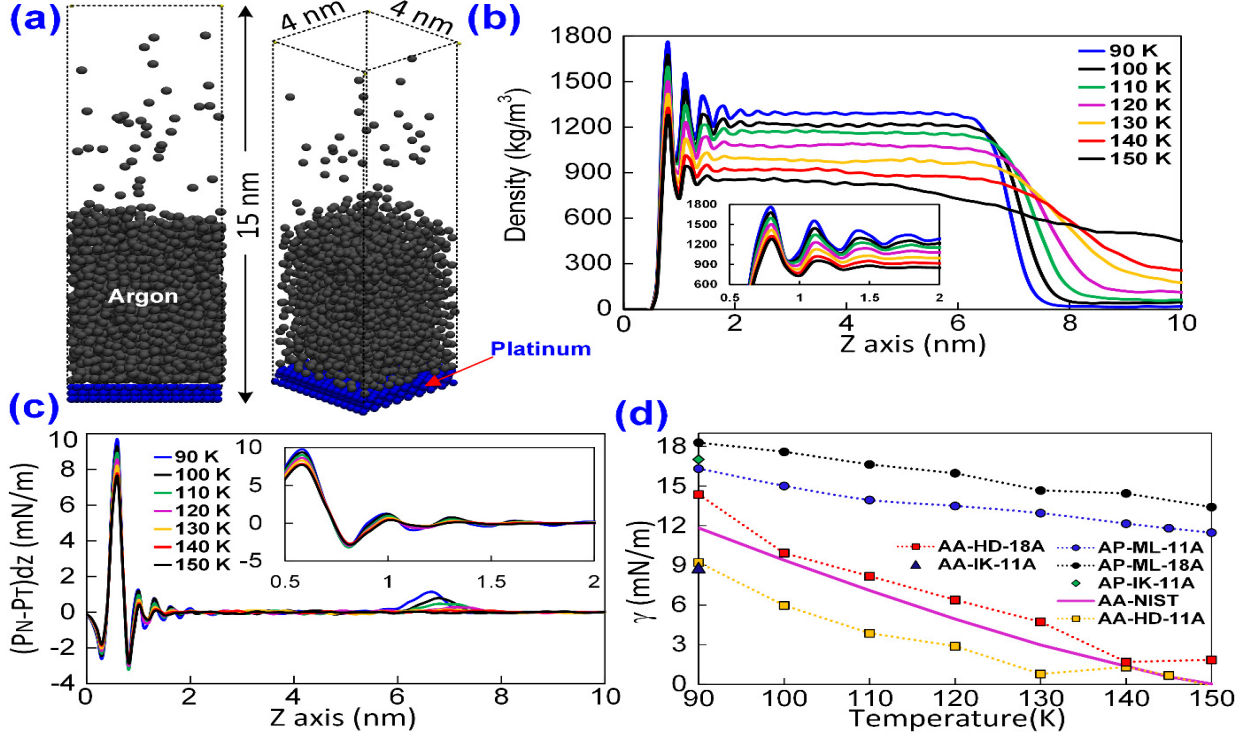 (a)
4 nm
4 nm
15 nm
Argon
Platinum
(b)
Density (kg/m³)
1800
1500
1200
900
600
300
0
0
2
4
6
8
10
Z axis (nm)
90 K
100 K
110 K
120 K
130 K
140 K
150 K
1800
1500
1200
900
600
0.5
1
1.5
2
(c)
(PN-PT)dz (mN/m)
10
8
6
4
2
0
-2
-4
0
2
4
6
8
10
Z axis (nm)
90 K
100 K
110 K
120 K
130 K
140 K
150 K
10
5
0
-5
0.5
1
1.5
2
(d)
γ (mN/m)
18
15
12
9
6
3
0
90
100
110
120
130
140
150
Temperature(K)
AA-HD-18A
AA-IK-11A
AP-ML-11A
AP-ML-18A
AP-IK-11A
AA-NIST
AA-HD-11A